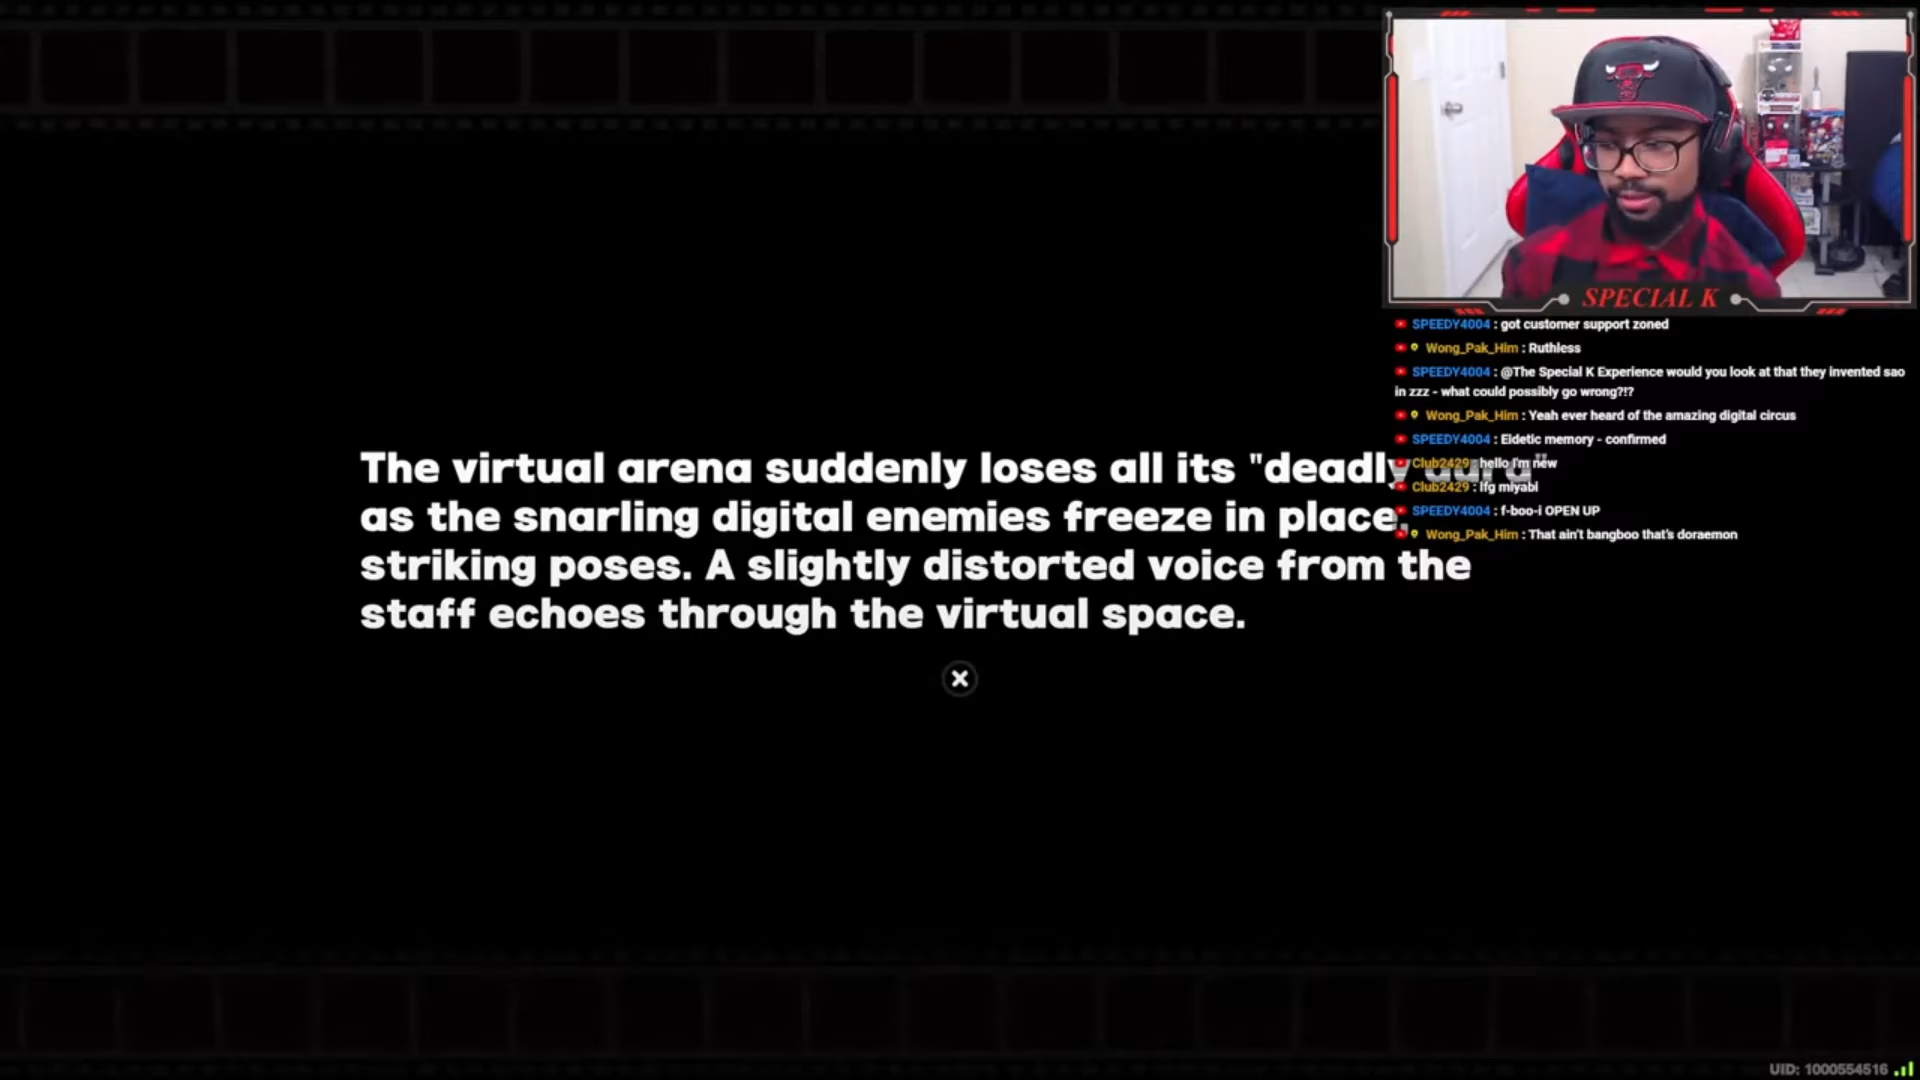 The virtual arena suddenly loses all its "deadly aura"
as the snarling digital enemies freeze in place,
striking poses. A slightly distorted voice from the
staff echoes through the virtual space.
SPECIAL K
SPEEDY4004 : got customer support zoned
Wong_Pak_Him : Ruthless
SPEEDY4004 : @The Special K Experience would you look at that they invented sao
in zzz - what could possibly go wrong?!?
Wong_Pak_Him : Yeah ever heard of the amazing digital circus
SPEEDY4004 : Eidetic memory - confirmed
Club2429 : hello I'm new
Club2429 : lfg miyabi
SPEEDY4004 : f-boo-i OPEN UP
Wong_Pak_Him : That ain't bangboo that's doraemon
UID: 1000554516